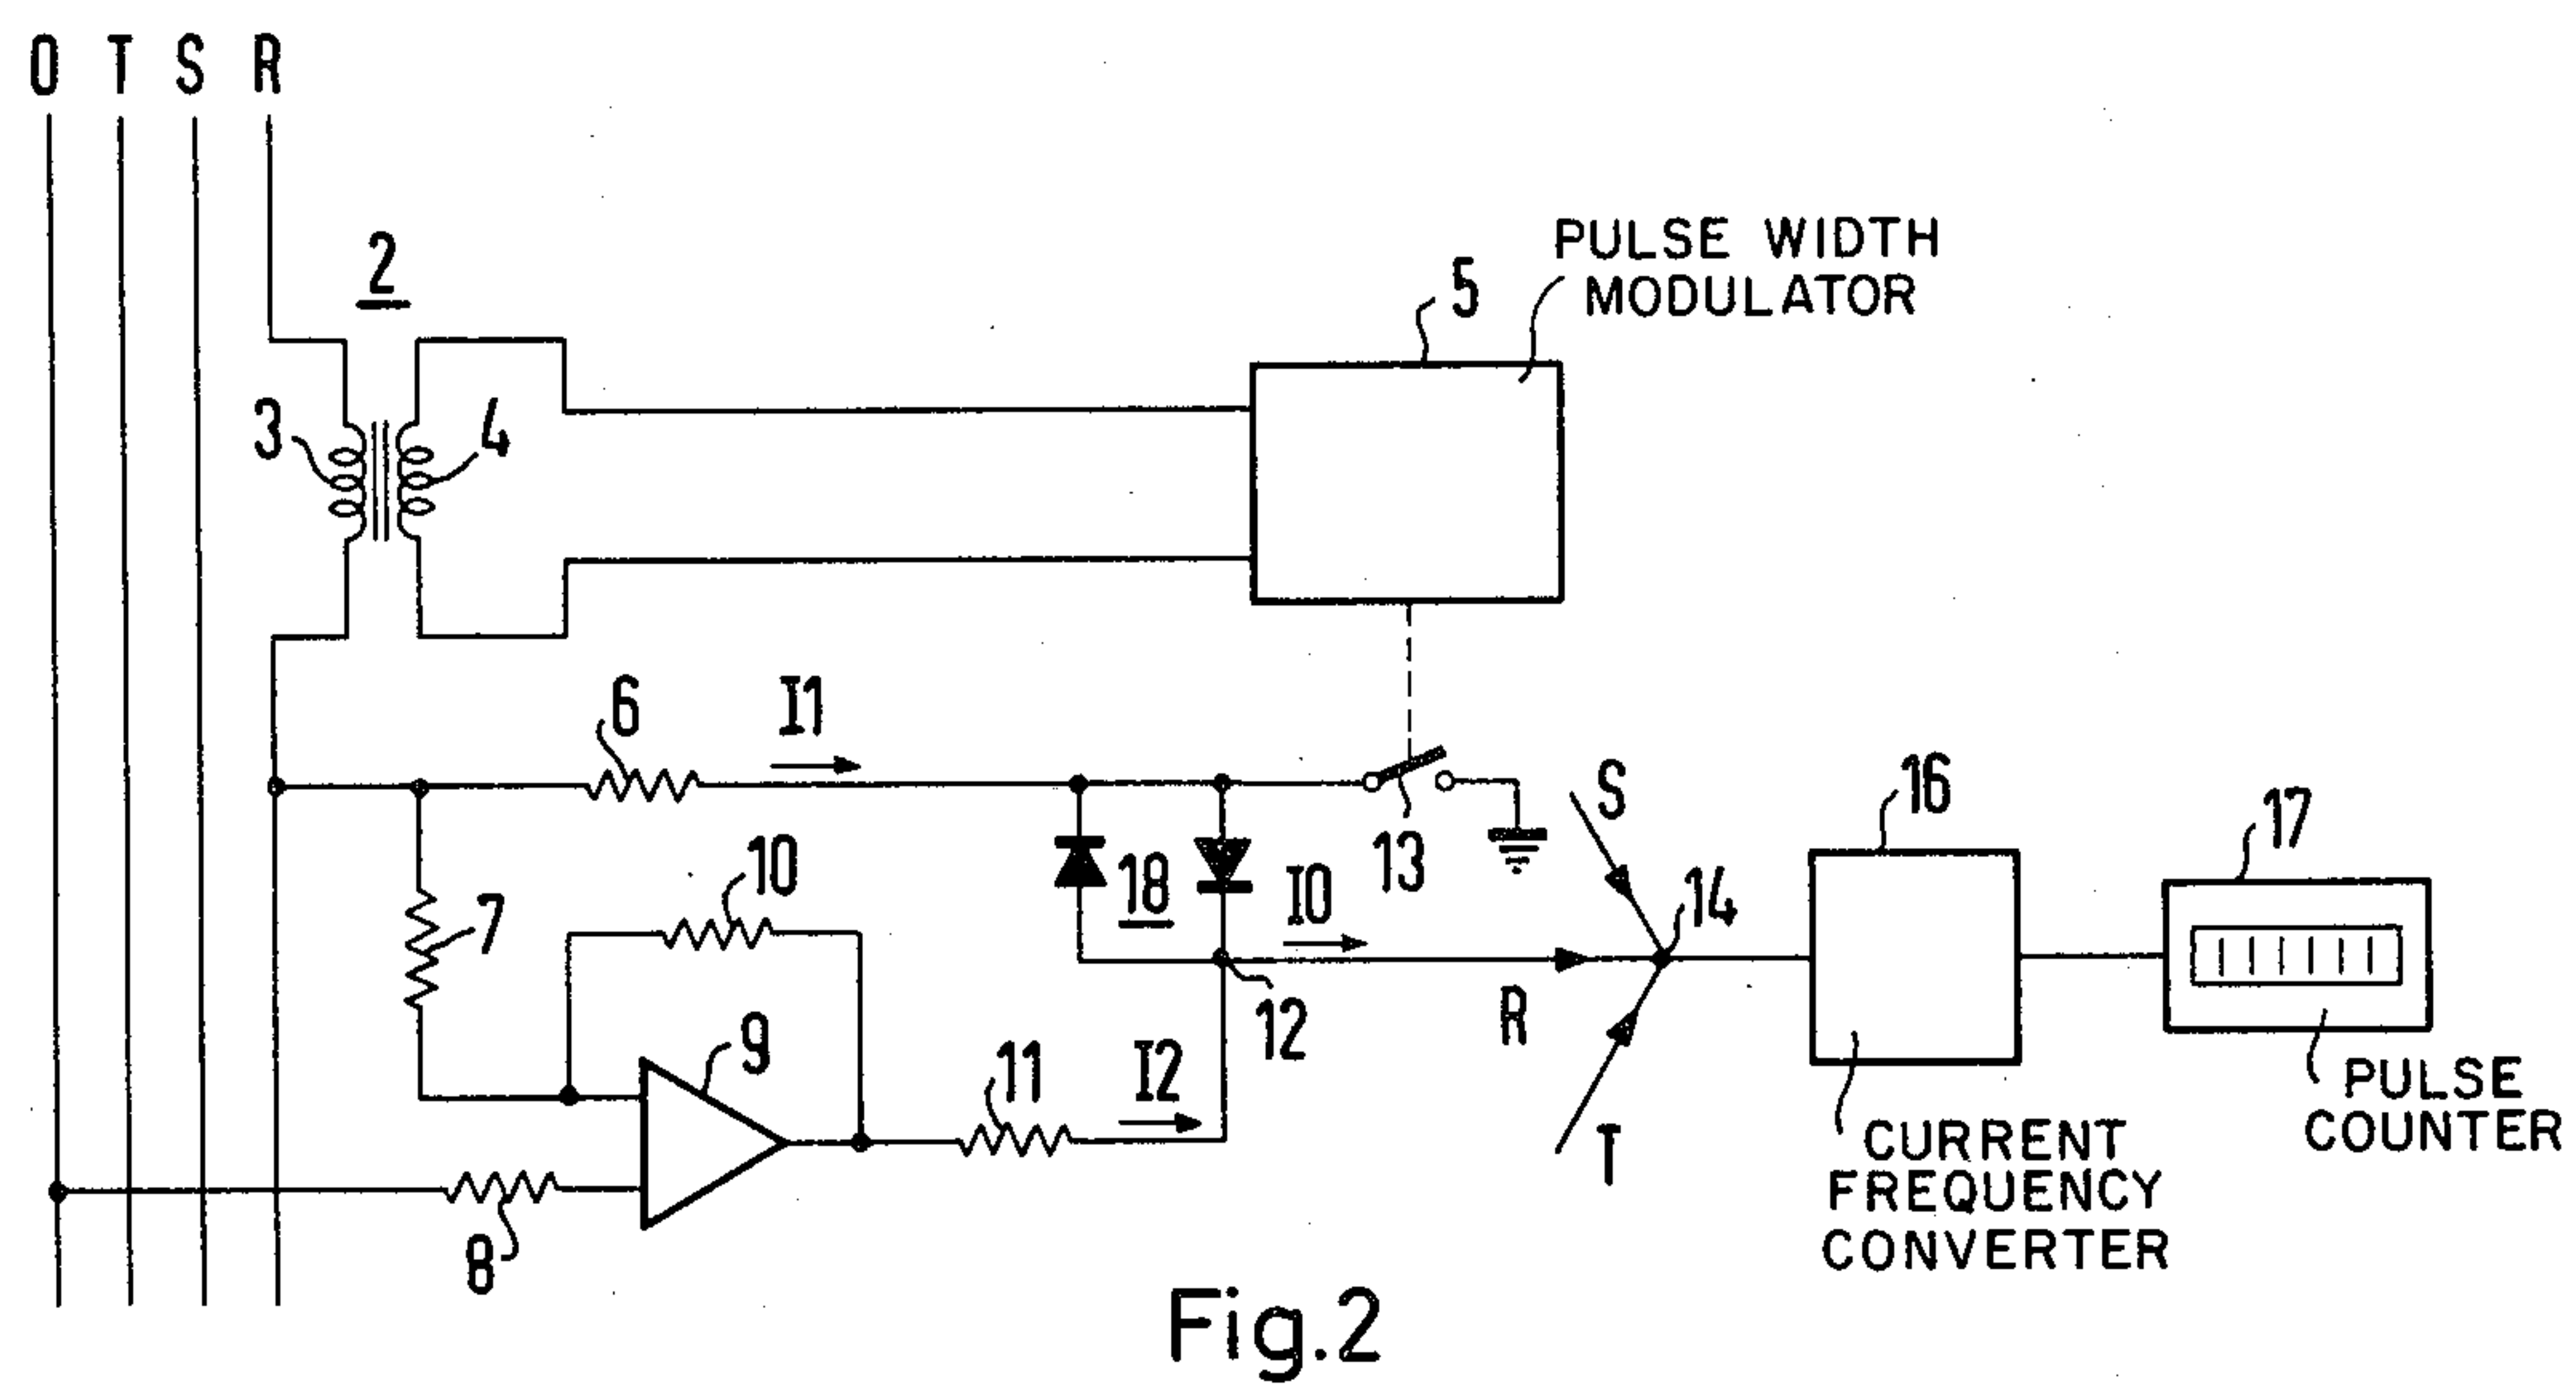 O T S R
2
PULSE WIDTH
MODULATOR
5
3
4
6
I1
S
16
17
13
10
18
I0
14
7
12
R
9
11
I2
T
PULSE
COUNTER
CURRENT
FREQUENCY
CONVERTER
8
Fig.2